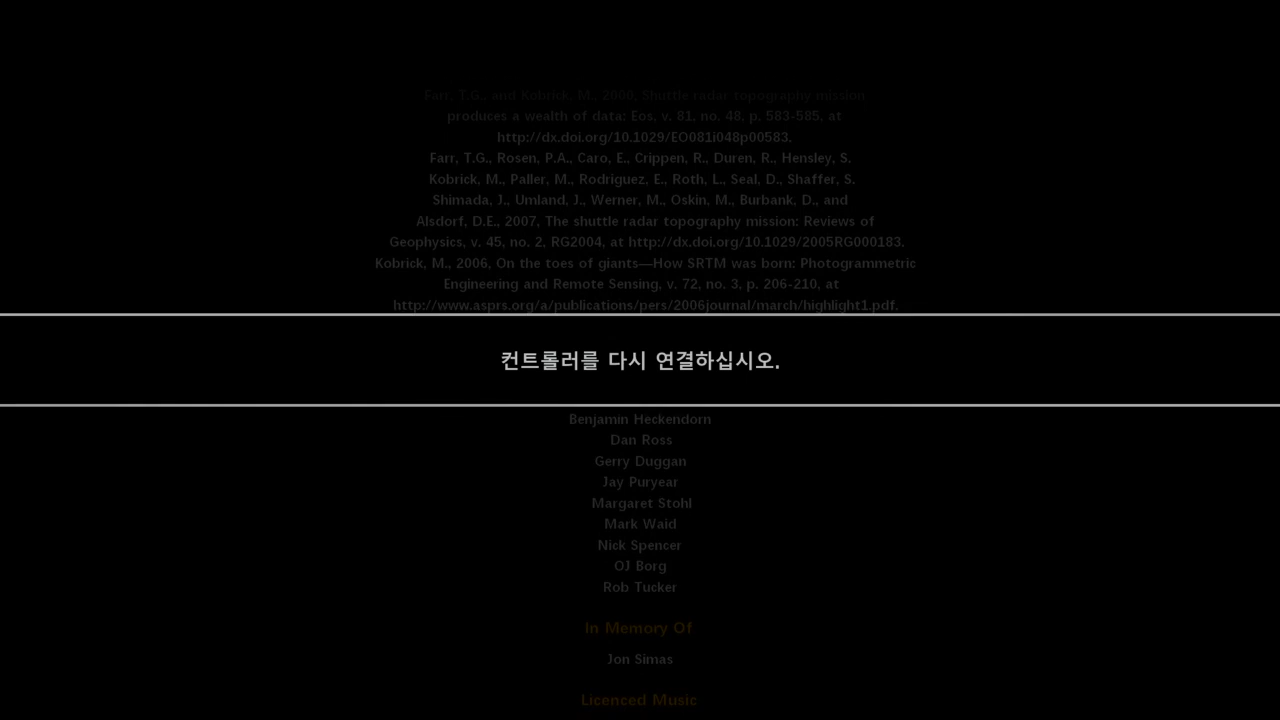 Farr, T.G., and Kobrick, M., 2000, Shuttle radar topography mission
produces a wealth of data: Eos, v. 81, no. 48, p. 583-585, at
http://dx.doi.org/10.1029/EO081i048p00583.
Farr, T.G., Rosen, P.A., Caro, E., Crippen, R., Duren, R., Hensley, S.
Kobrick, M., Paller, M., Rodriguez, E., Roth, L., Seal, D., Shaffer, S.
Shimada, J., Umland, J., Werner, M., Oskin, M., Burbank, D., and
Alsdorf, D.E., 2007, The shuttle radar topography mission: Reviews of
Geophysics, v. 45, no. 2, RG2004, at http://dx.doi.org/10.1029/2005RG000183.
Kobrick, M., 2006, On the toes of giants—How SRTM was born: Photogrammetric
Engineering and Remote Sensing, v. 72, no. 3, p. 206-210, at
http://www.asprs.org/a/publications/pers/2006journal/march/highlight1.pdf.
컨트롤러를 다시 연결하십시오.
Benjamin Heckendorn
Dan Ross
Gerry Duggan
Jay Puryear
Margaret Stohl
Mark Waid
Nick Spencer
OJ Borg
Rob Tucker
In Memory Of
Jon Simas
Licenced Music